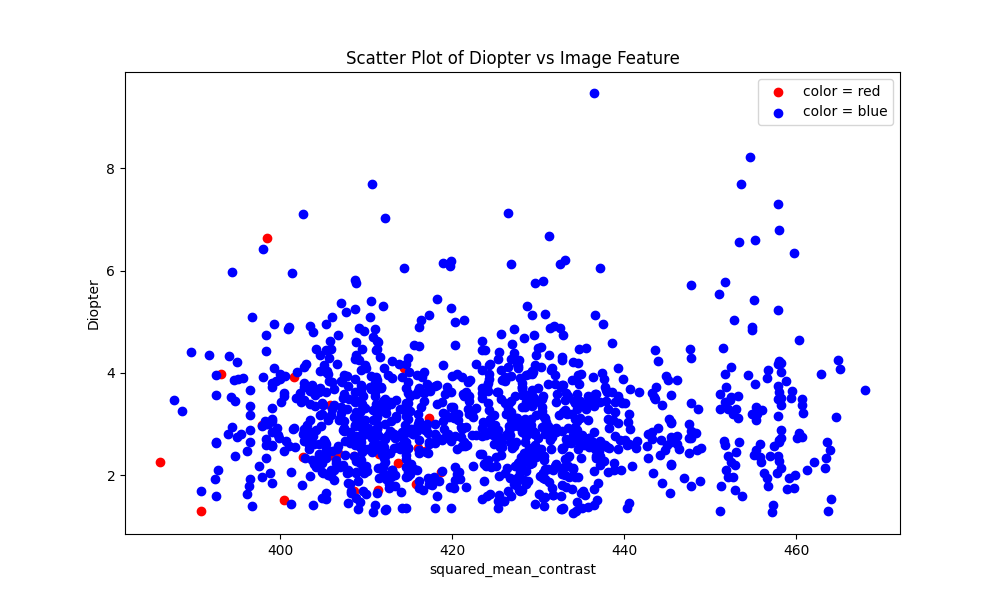 Scatter Plot of Diopter vs Image Feature
color = red
color = blue
8
6
4
2
Diopter
400
420
440
460
squared_mean_contrast